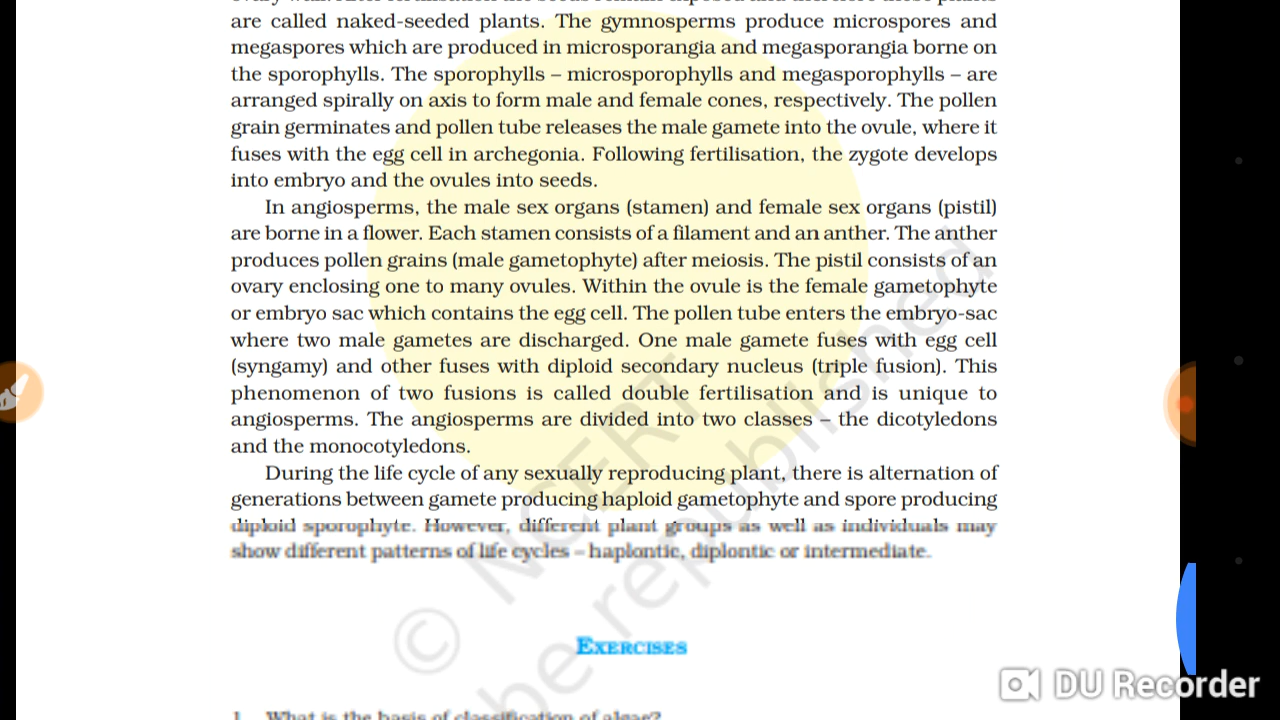 are called naked-seeded plants. The gymnosperms produce microspores and
megaspores which are produced in microsporangia and megasporangia borne on
the sporophylls. The sporophylls – microsporophylls and megasporophylls – are
arranged spirally on axis to form male and female cones, respectively. The pollen
grain germinates and pollen tube releases the male gamete into the ovule, where it
fuses with the egg cell in archegonia. Following fertilisation, the zygote develops
into embryo and the ovules into seeds.
In angiosperms, the male sex organs (stamen) and female sex organs (pistil)
are borne in a flower. Each stamen consists of a filament and an anther. The anther
produces pollen grains (male gametophyte) after meiosis. The pistil consists of an
ovary enclosing one to many ovules. Within the ovule is the female gametophyte
or embryo sac which contains the egg cell. The pollen tube enters the embryo-sac
where two male gametes are discharged. One male gamete fuses with egg cell
(syngamy) and other fuses with diploid secondary nucleus (triple fusion). This
phenomenon of two fusions is called double fertilisation and is unique to
angiosperms. The angiosperms are divided into two classes – the dicotyledons
and the monocotyledons.
During the life cycle of any sexually reproducing plant, there is alternation of
generations between gamete producing haploid gametophyte and spore producing
diploid sporophyte. However, different plant groups as well as individuals may
show different patterns of life cycles – haplontic, diplontic or intermediate.
© NCERT
be republished
EXERCISES
1. What is the basis of classification of algae?
DU Recorder